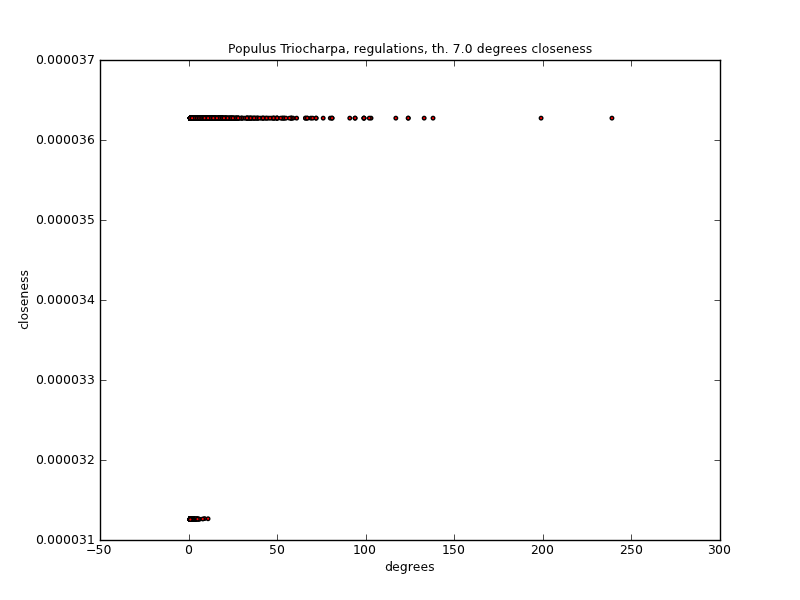 Populus Triocharpa, regulations, th. 7.0 degrees closeness
0.000037
0.000036
0.000035
0.000034
0.000033
0.000032
0.000031
closeness
−50 0 50 100 150 200 250 300
degrees